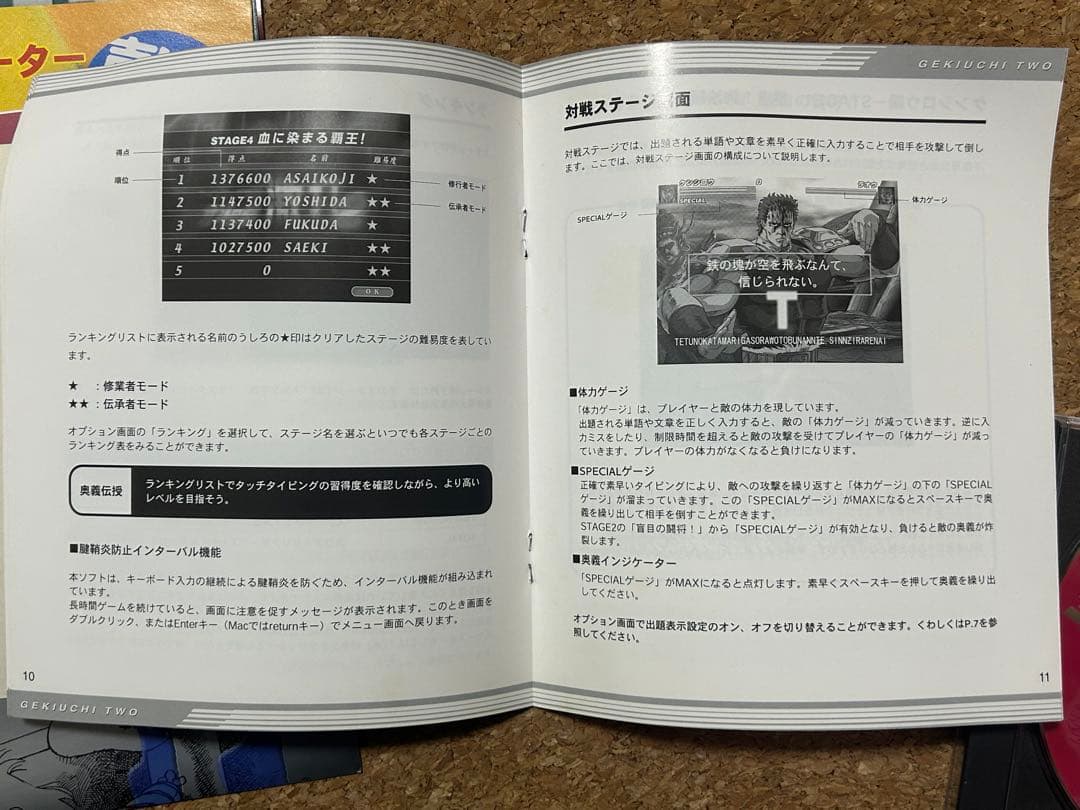 ーター
STAGE4 血に染まる覇王!
順位 得点 名前 難易度
1 1376600 ASAIKOJI ★
2 1147500 YOSHIDA ★★
3 1137400 FUKUDA ★
4 1027500 SAEKI ★★
5 0 ★★
OK
得点
順位
修行者モード
伝承者モード
ランキングリストに表示される名前のうしろの★印はクリアしたステージの難易度を表してい
ます。
★ :修業者モード
★★ :伝承者モード
オプション画面の「ランキング」を選択して、ステージ名を選ぶといつでも各ステージごとの
ランキング表をみることができます。
奥義伝授
ランキングリストでタッチタイピングの習得度を確認しながら、より高い
レベルを目指そう。
■腱鞘炎防止インターバル機能
本ソフトは、キーボード入力の継続による腱鞘炎を防ぐため、インターバル機能が組み込まれ
ています。
長時間ゲームを続けていると、画面に注意を促すメッセージが表示されます。このとき画面を
ダブルクリック、またはEnterキー(Macではreturnキー)でメニュー画面へ戻ります。
10
GEKIUCHI TWO
GEKIUCHI TWO
対戦ステージ画面
対戦ステージでは、出題される単語や文章を素早く正確に入力することで相手を攻撃して倒し
ます。ここでは、対戦ステージ画面の構成について説明します。
SPECIALゲージ
体力ゲージ
ケンシロウ
0
ラオウ
SPECIAL
鉄の塊が空を飛ぶなんて、
信じられない。
T
TETUNOKATAMARIGASORAWOTOBUNANNTE,SINNZIRARENAI
■体力ゲージ
「体力ゲージ」は、プレイヤーと敵の体力を現しています。
出題される単語や文章を正しく入力すると、敵の「体力ゲージ」が減っていきます。逆に入
力ミスをしたり、制限時間を超えると敵の攻撃を受けてプレイヤーの「体力ゲージ」が減っ
ていきます。プレイヤーの体力がなくなると負けになります。
■SPECIALゲージ
正確で素早いタイピングにより、敵への攻撃を繰り返すと「体力ゲージ」の下の「SPECIAL
ゲージ」が溜まっていきます。この「SPECIALゲージ」がMAXになるとスペースキーで奥
義を繰り出して相手を倒すことができます。
STAGE2の「盲目の闘将!」から「SPECIALゲージ」が有効となり、負けると敵の奥義が炸
裂します。
■奥義インジケーター
「SPECIALゲージ」がMAXになると点灯します。素早くスペースキーを押して奥義を繰り出
してください。
オプション画面で出題表示設定のオン、オフを切り替えることができます。くわしくはP.7を参
照してください。
11